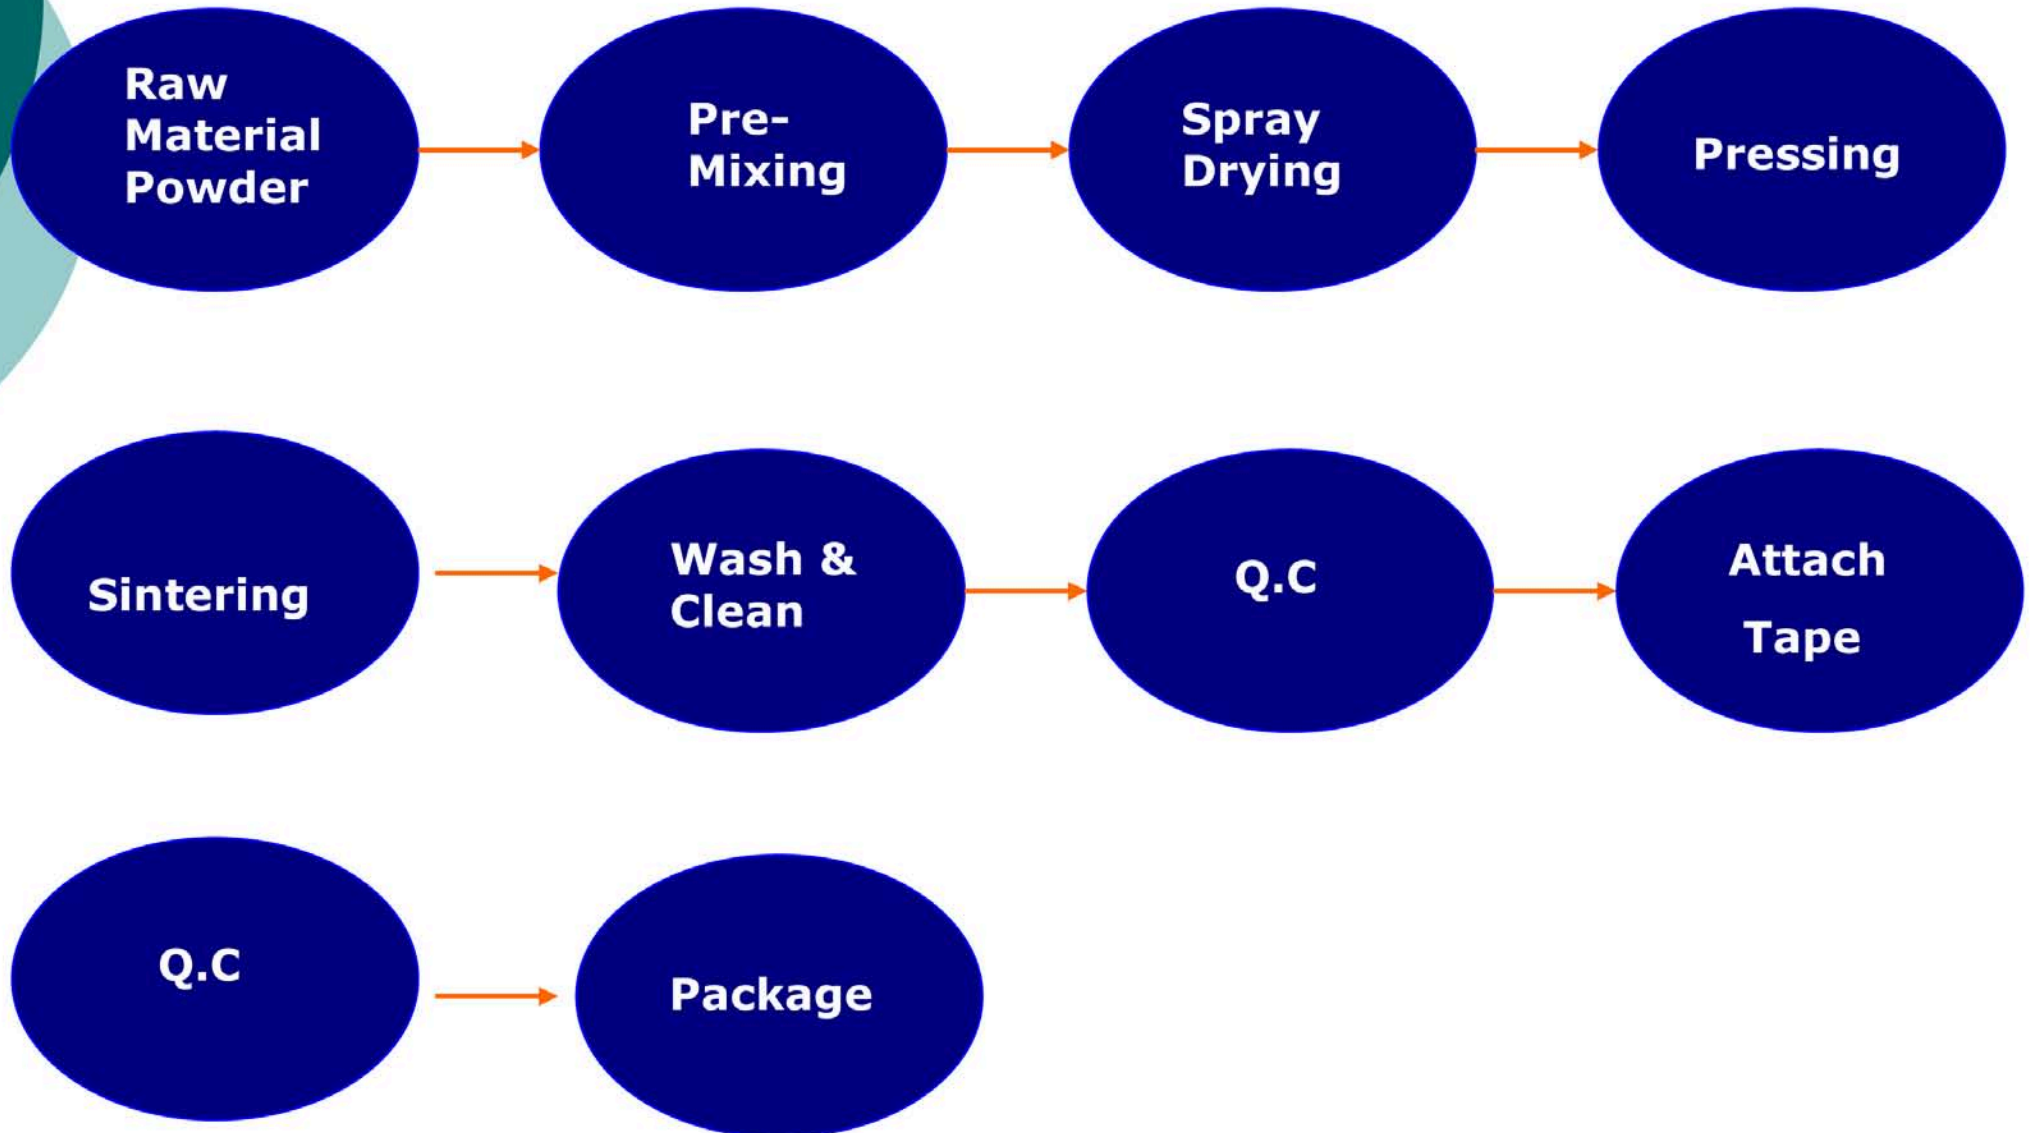 Raw
Material
Powder
Pre-
Mixing
Spray
Drying
Pressing
Sintering
Wash &
Clean
Q.C
Attach
Tape
Q.C
Package